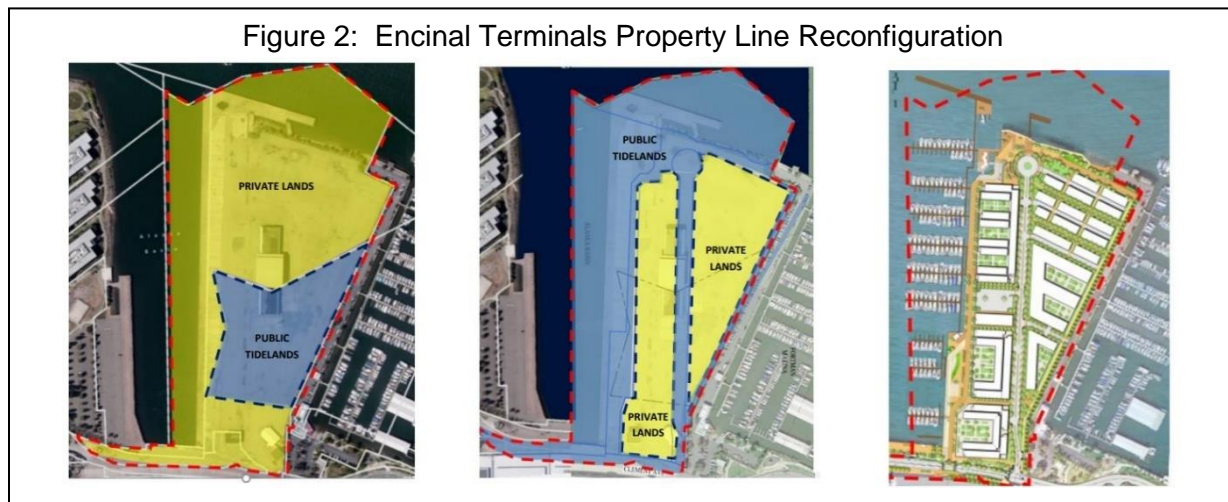 Figure 2: Encinal Terminals Property Line Reconfiguration
PRIVATE LANDS
PUBLIC
TIDELANDS
PUBLIC
TIDELANDS
PRIVATE
LANDS
PRIVATE
LANDS